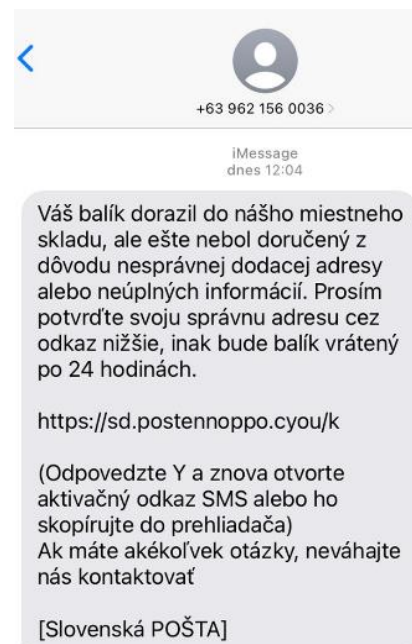 +63 962 156 0036 >
iMessage
dnes 12:04
Váš balík dorazil do nášho miestneho
skladu, ale ešte nebol doručený z
dôvodu nesprávnej dodacej adresy
alebo neúplných informácií. Prosím
potvrďte svoju správnu adresu cez
odkaz nižšie, inak bude balík vrátený
po 24 hodinách.
https://sd.postennoppo.cyou/k
(Odpovedzte Y a znova otvorte
aktivačný odkaz SMS alebo ho
skopírujte do prehliadača)
Ak máte akékoľvek otázky, neváhajte
nás kontaktovať
[Slovenská POŠTA]